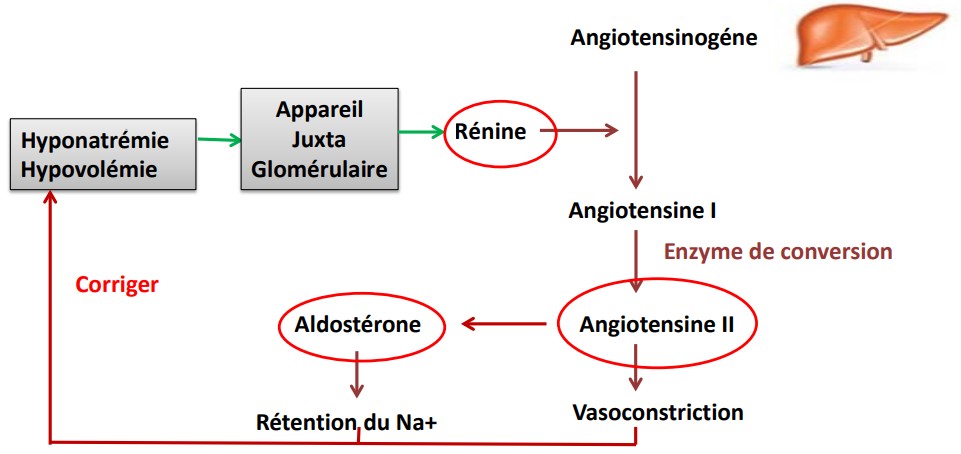 Angiotensinogéne
Hyponatrémie
Hypovolémie
Appareil
Juxta
Glomérulaire
Rénine
Angiotensine I
Enzyme de conversion
Corriger
Aldostérone
Angiotensine II
Rétention du Na+
Vasoconstriction